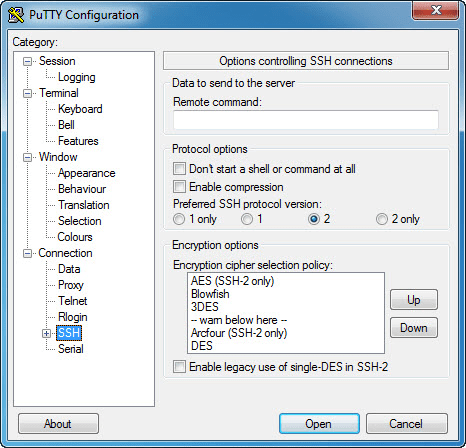 PuTTY Configuration
Category:
Session
Logging
Terminal
Keyboard
Bell
Features
Window
Appearance
Behaviour
Translation
Selection
Colours
Connection
Data
Proxy
Telnet
Rlogin
SSH
Serial
Options controlling SSH connections
Data to send to the server
Remote command:
Protocol options
Don't start a shell or command at all
Enable compression
Preferred SSH protocol version:
1 only 1 2 2 only
Encryption options
Encryption cipher selection policy:
AES (SSH-2 only)
Blowfish
3DES
-- warn below here --
Arcfour (SSH-2 only)
DES
Up
Down
Enable legacy use of single-DES in SSH-2
About Open Cancel